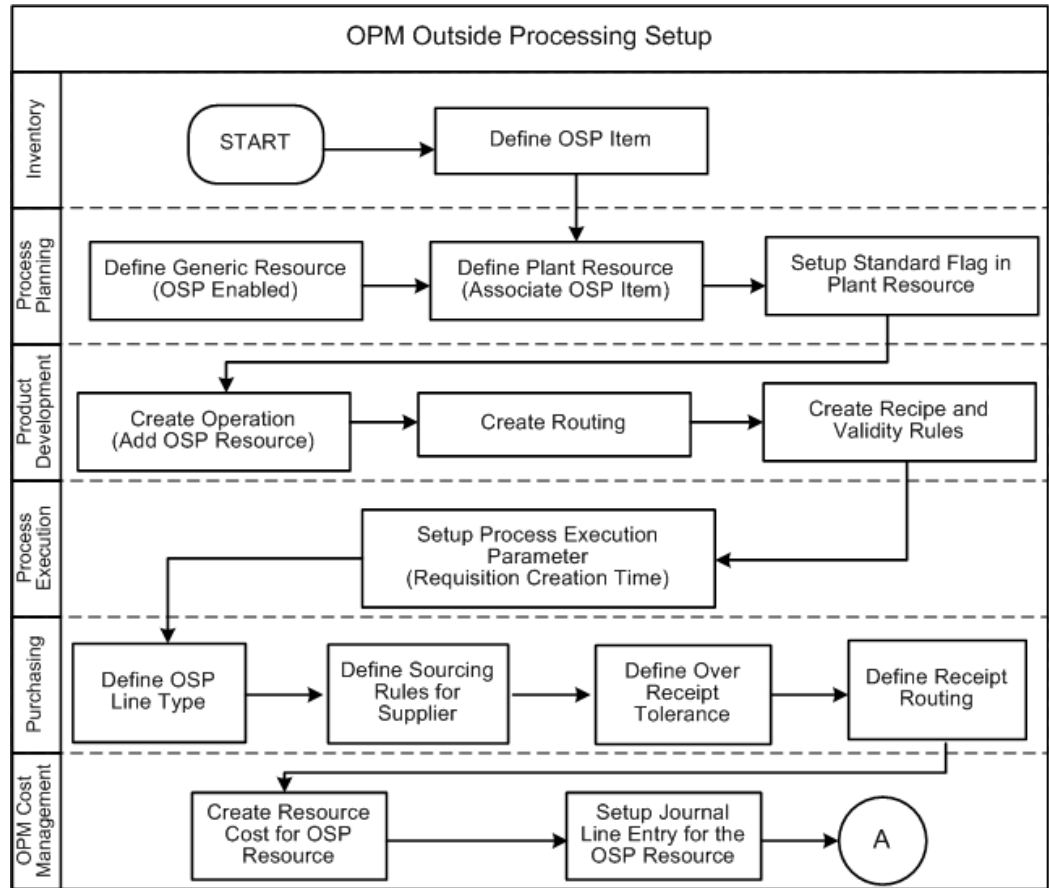 OPM Outside Processing Setup
Inventory
START
Define OSP Item
Process
Planning
Define Generic Resource
(OSP Enabled)
Define Plant Resource
(Associate OSP Item)
Setup Standard Flag in
Plant Resource
Product
Development
Create Operation
(Add OSP Resource)
Create Routing
Create Recipe and
Validity Rules
Process
Execution
Setup Process Execution
Parameter
(Requisition Creation Time)
Purchasing
Define OSP
Line Type
Define Sourcing
Rules for
Supplier
Define Over
Receipt
Tolerance
Define Receipt
Routing
OPM Cost
Management
Create Resource
Cost for OSP
Resource
Setup Journal
Line Entry for the
OSP Resource
A